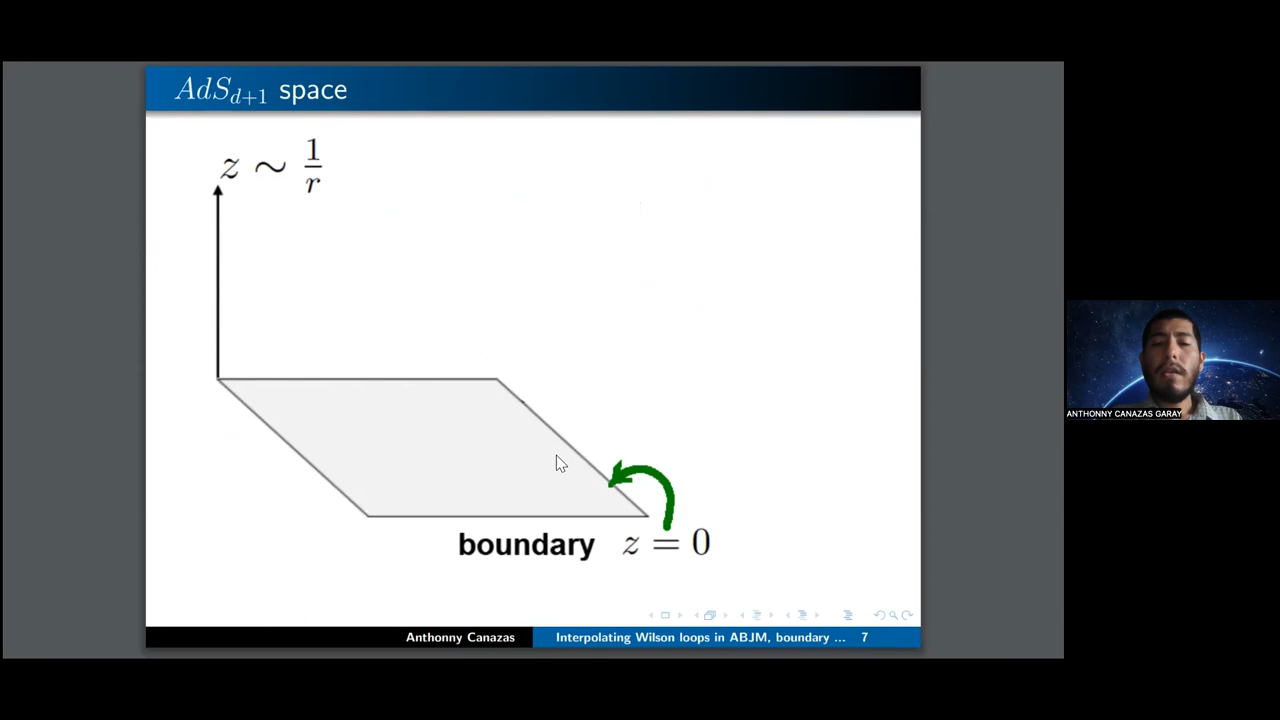 AdS_{d+1} space
z ∼ 1/r
boundary z = 0
ANTHONNY CANAZAS GARAY
Anthonny Canazas Interpolating Wilson loops in ABJM, boundary ... 7